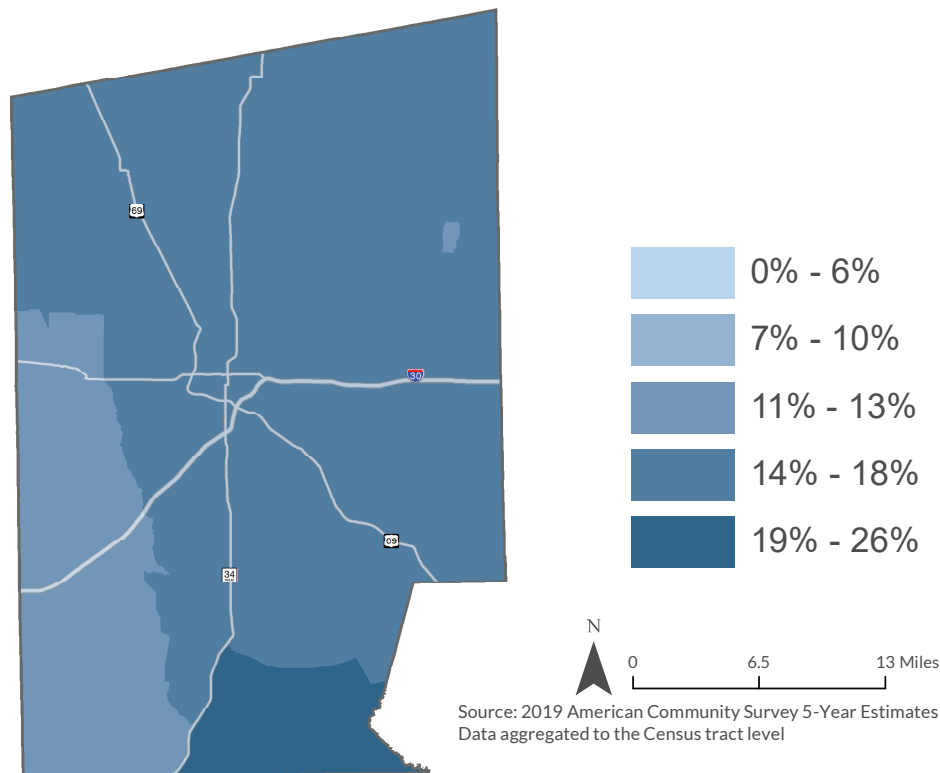 69
30
09
34
0% - 6%
7% - 10%
11% - 13%
14% - 18%
19% - 26%
N
0 6.5 13 Miles
Source: 2019 American Community Survey 5-Year Estimates
Data aggregated to the Census tract level